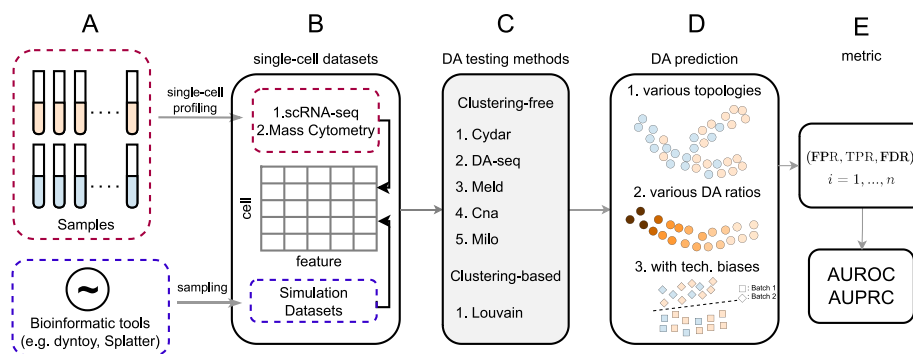 A
B
C
D
E
single-cell datasets
DA testing methods
DA prediction
metric
single-cell
profiling
Samples
sampling
Bioinformatic tools
(e.g. dyntoy, Splatter)
1.scRNA-seq
2.Mass Cytometry
cell
feature
Simulation
Datasets
Clustering-free
1. Cydar
2. DA-seq
3. Meld
4. Cna
5. Milo
Clustering-based
1. Louvain
1. various topologies
2. various DA ratios
3. with tech. biases
: Batch 1
: Batch 2
(FPR, TPR, FDR)
i = 1, ..., n
AUROC
AUPRC